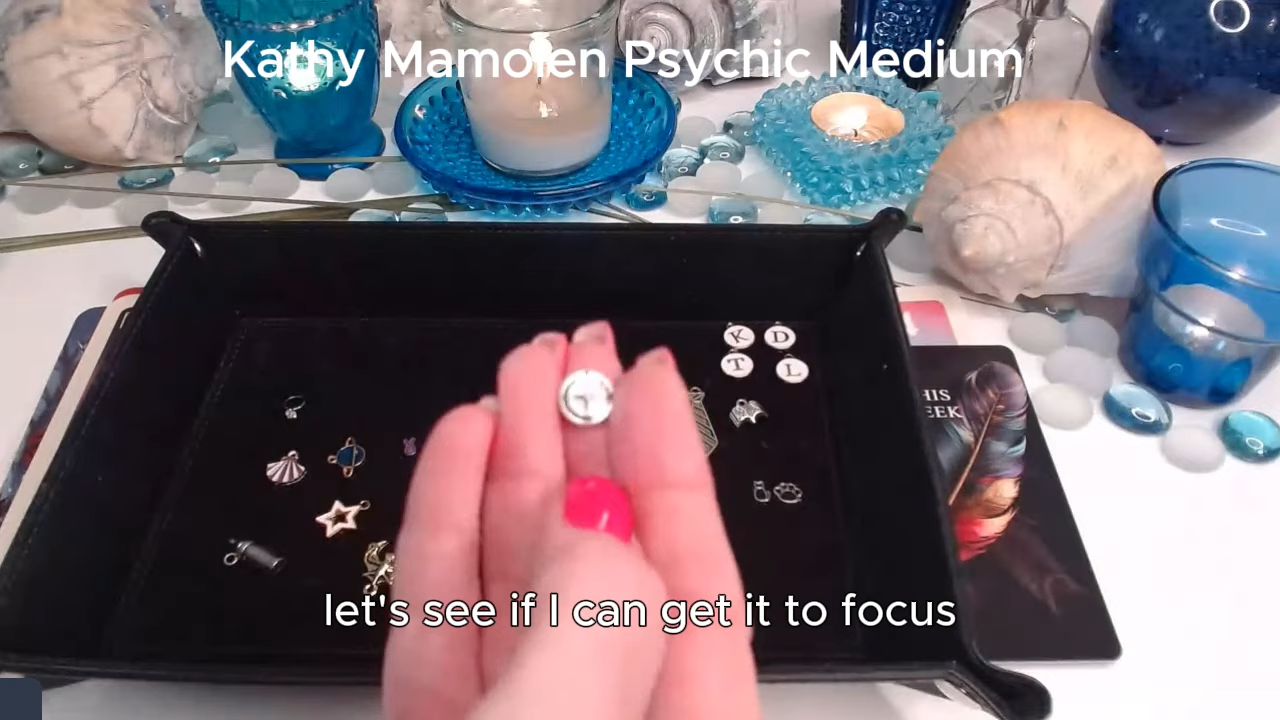 Kathy Mamolen Psychic Medium
K D
T L
HIS
EEK
let's see if I can get it to focus